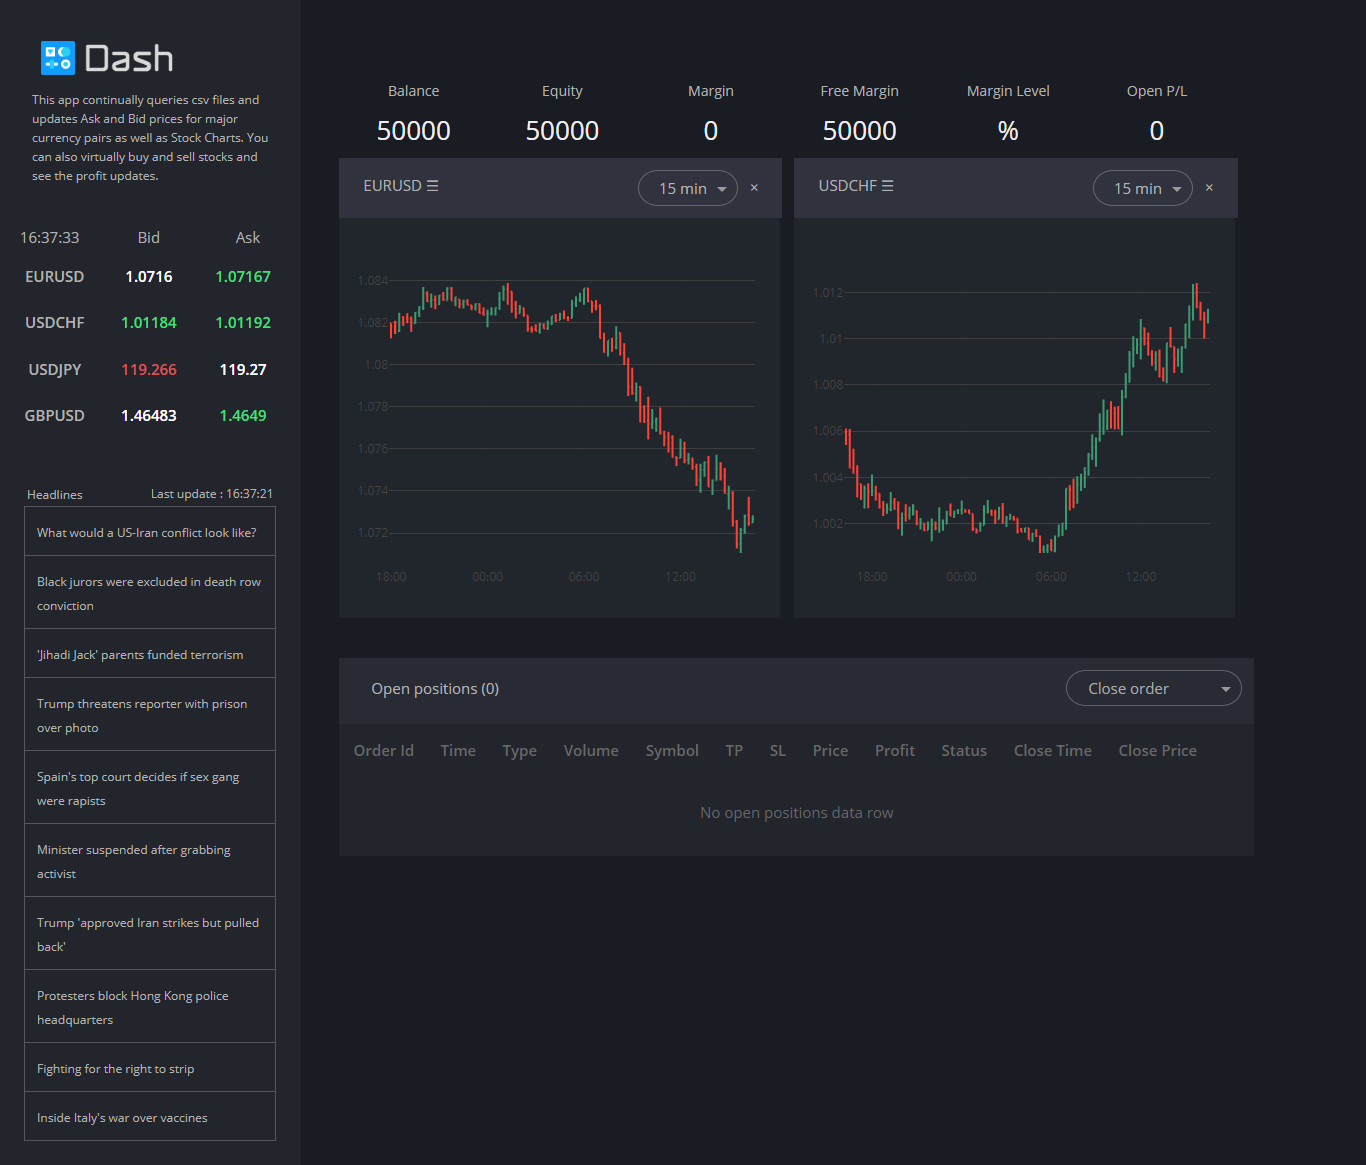 Dash
This app continually queries csv files and
updates Ask and Bid prices for major
currency pairs as well as Stock Charts. You
can also virtually buy and sell stocks and
see the profit updates.
16:37:33 Bid Ask
EURUSD 1.0716 1.07167
USDCHF 1.01184 1.01192
USDJPY 119.266 119.27
GBPUSD 1.46483 1.4649
Headlines Last update : 16:37:21
What would a US-Iran conflict look like?
Black jurors were excluded in death row
conviction
'Jihadi Jack' parents funded terrorism
Trump threatens reporter with prison
over photo
Spain's top court decides if sex gang
were rapists
Minister suspended after grabbing
activist
Trump 'approved Iran strikes but pulled
back'
Protesters block Hong Kong police
headquarters
Fighting for the right to strip
Inside Italy's war over vaccines
Balance Equity Margin Free Margin Margin Level Open P/L
50000 50000 0 50000 % 0
EURUSD ☰ 15 min ×
1.084
1.082
1.08
1.078
1.076
1.074
1.072
18:00 00:00 06:00 12:00
USDCHF ☰ 15 min ×
1.012
1.01
1.008
1.006
1.004
1.002
18:00 00:00 06:00 12:00
Open positions (0) Close order
Order Id Time Type Volume Symbol TP SL Price Profit Status Close Time Close Price
No open positions data row